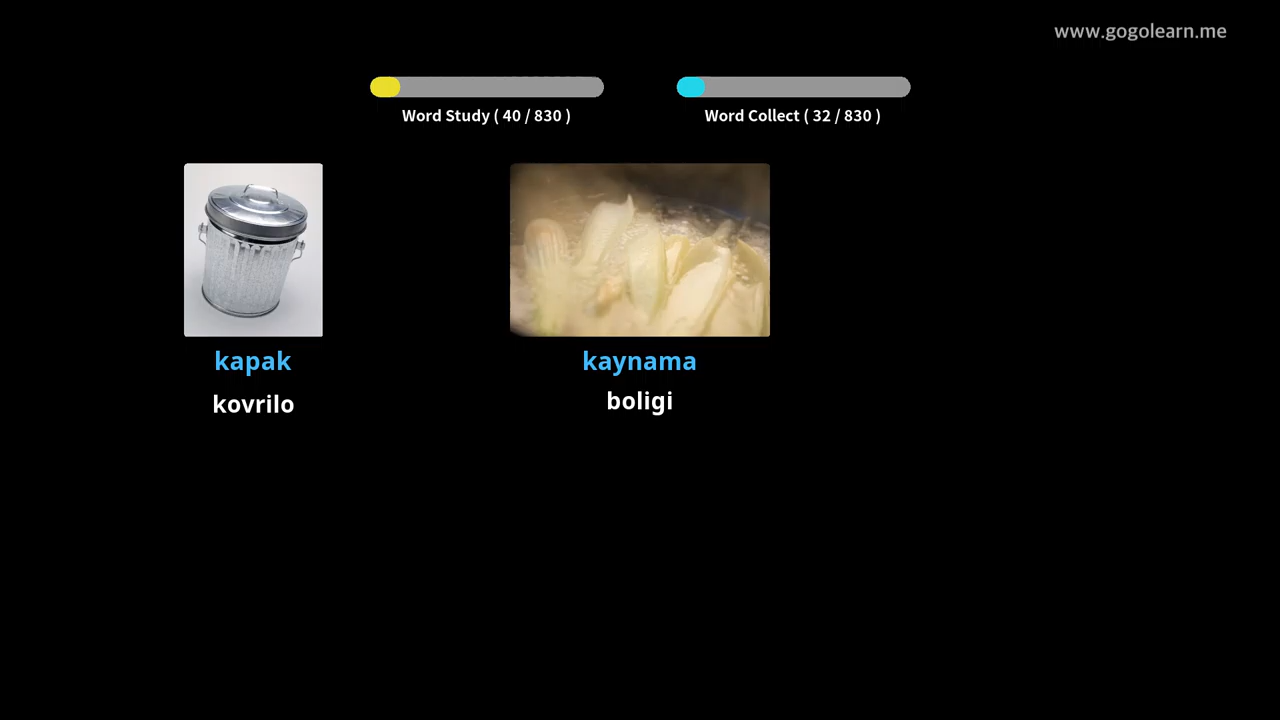 www.gogolearn.me
Word Study ( 40 / 830 )
Word Collect ( 32 / 830 )
kapak
kaynama
kovrilo
boligi